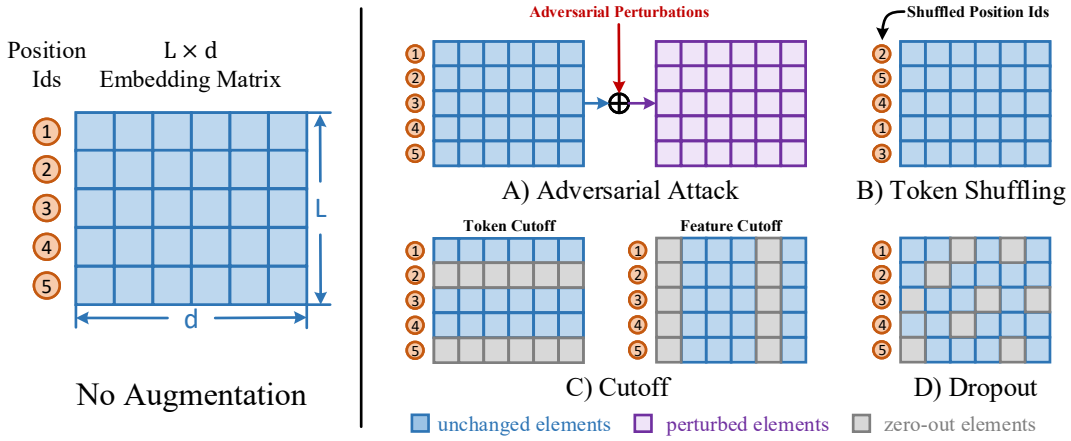 Position Ids
L × d
Embedding Matrix
1
2
3
4
5
L
d
No Augmentation
Adversarial Perturbations
1
2
3
4
5
A) Adversarial Attack
Shuffled Position Ids
2
5
4
1
3
B) Token Shuffling
Token Cutoff
1
2
3
4
5
Feature Cutoff
1
2
3
4
5
C) Cutoff
1
2
3
4
5
D) Dropout
unchanged elements
perturbed elements
zero-out elements